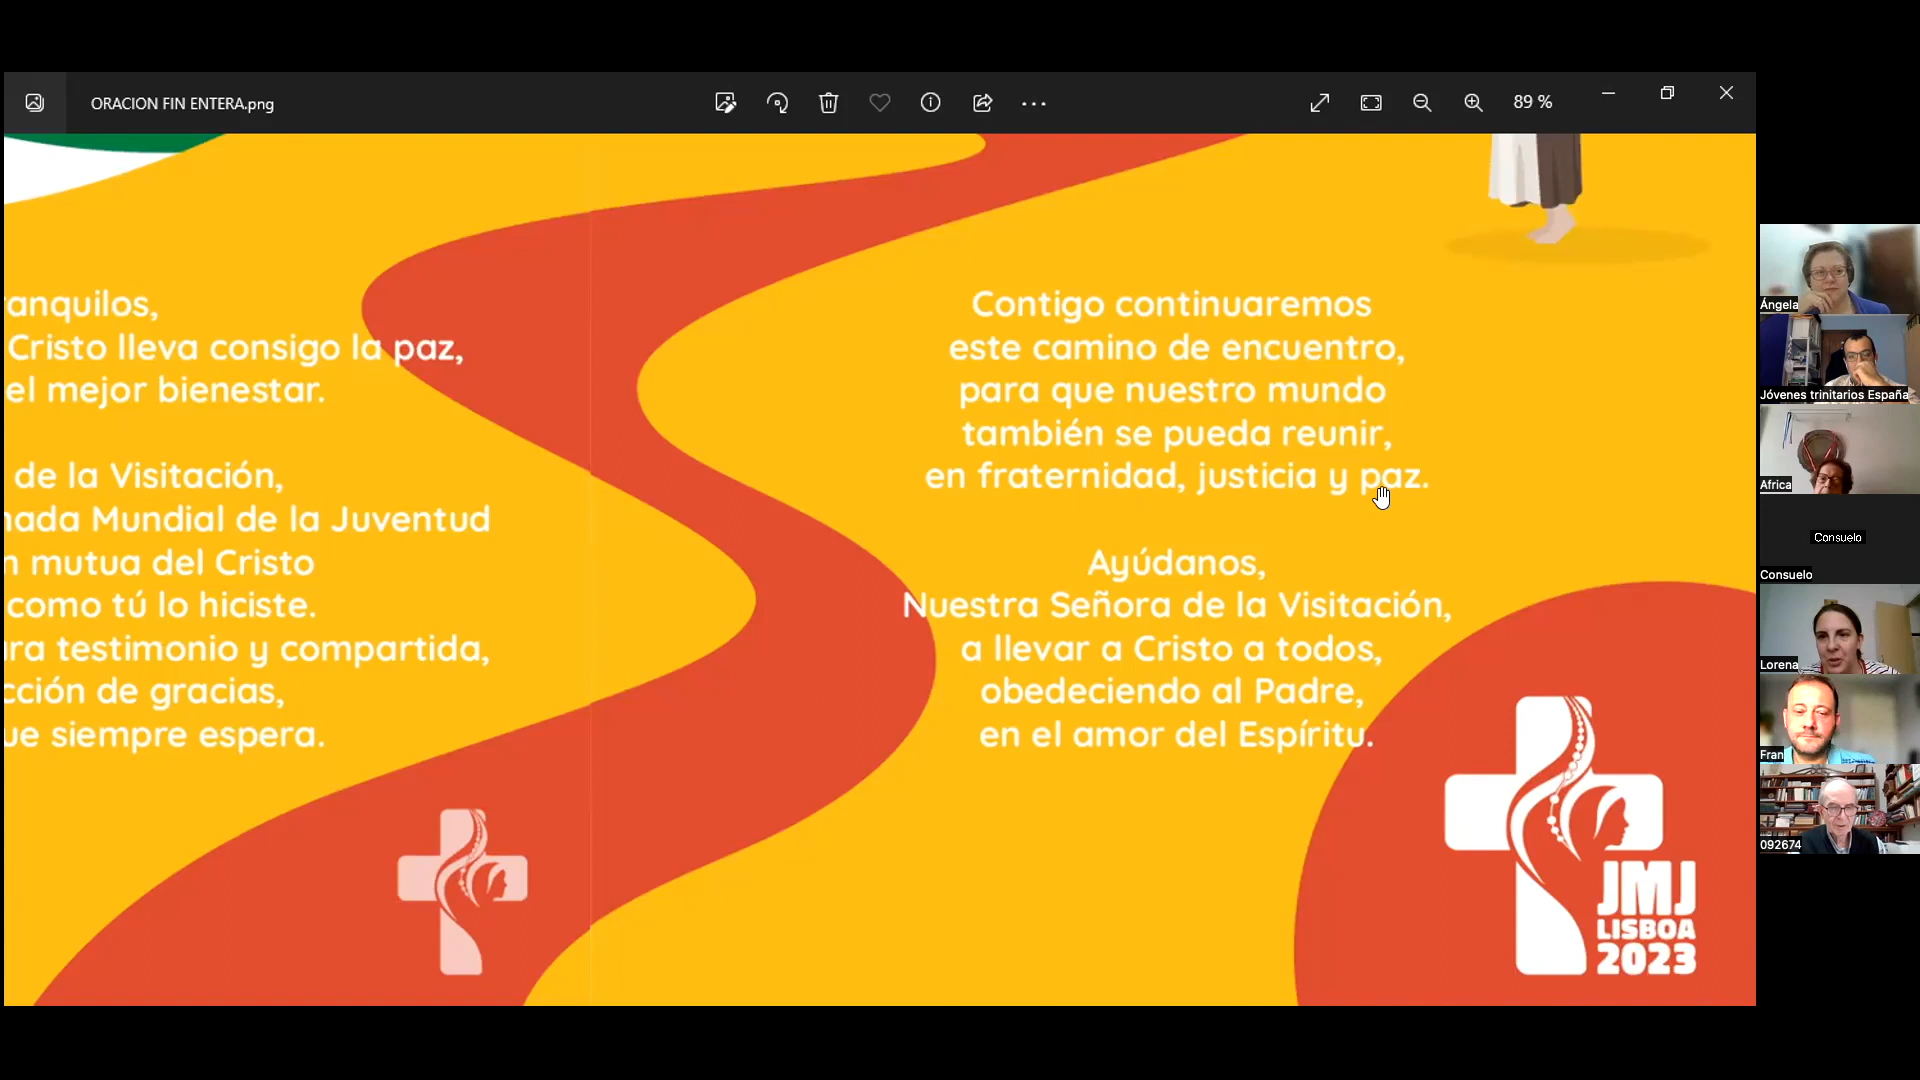 ORACION FIN ENTERA.png
89 %
anquilos,
Cristo lleva consigo la paz,
el mejor bienestar.
de la Visitación,
nada Mundial de la Juventud
n mutua del Cristo
como tú lo hiciste.
ra testimonio y compartida,
cción de gracias,
ue siempre espera.
Contigo continuaremos
este camino de encuentro,
para que nuestro mundo
también se pueda reunir,
en fraternidad, justicia y paz.
Ayúdanos,
Nuestra Señora de la Visitación,
a llevar a Cristo a todos,
obedeciendo al Padre,
en el amor del Espíritu.
JMJ
LISBOA
2023
Ángela
Jóvenes trinitarios España
Africa
Consuelo
Consuelo
Lorena
Fran
092674